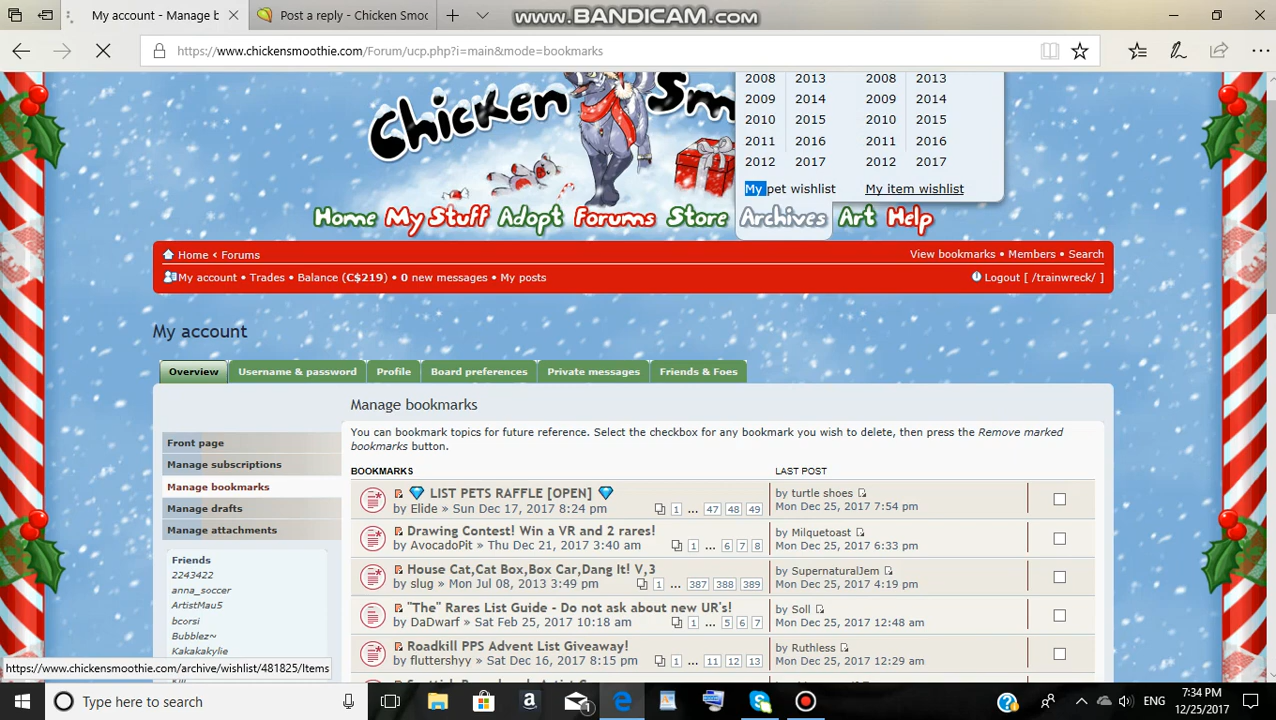 www.BANDICAM.com
My account - Manage b
Post a reply - Chicken Smoo
https://www.chickensmoothie.com/Forum/ucp.php?i=main&mode=bookmarks
Chicken Sm
2008 2013 2008 2013
2009 2014 2009 2014
2010 2015 2010 2015
2011 2016 2011 2016
2012 2017 2012 2017
My pet wishlist My item wishlist
Home My Stuff Adopt Forums Store Archives Art Help
Home < Forums
View bookmarks • Members • Search
My account • Trades • Balance (C$219) • 0 new messages • My posts
Logout [ /trainwreck/ ]
My account
Overview Username & password Profile Board preferences Private messages Friends & Foes
Manage bookmarks
You can bookmark topics for future reference. Select the checkbox for any bookmark you wish to delete, then press the Remove marked
bookmarks button.
Front page
Manage subscriptions
Manage bookmarks
Manage drafts
Manage attachments
Friends
2243422
anna_soccer
ArtistMau5
bcorsi
Bubblez~
Kakakakylie
BOOKMARKS LAST POST
LIST PETS RAFFLE [OPEN]
by Elide » Sun Dec 17, 2017 8:24 pm 1 ... 47 48 49
by turtle shoes
Mon Dec 25, 2017 7:54 pm
Drawing Contest! Win a VR and 2 rares!
by AvocadoPit » Thu Dec 21, 2017 3:40 am 1 ... 6 7 8
by Milquetoast
Mon Dec 25, 2017 6:33 pm
House Cat,Cat Box,Box Car,Dang It! V,3
by slug » Mon Jul 08, 2013 3:49 pm 1 ... 387 388 389
by SupernaturalJem
Mon Dec 25, 2017 4:19 pm
"The" Rares List Guide - Do not ask about new UR's!
by DaDwarf » Sat Feb 25, 2017 10:18 am 1 ... 5 6 7
by Soll
Mon Dec 25, 2017 12:48 am
Roadkill PPS Advent List Giveaway!
by fluttershyy » Sat Dec 16, 2017 8:15 pm 1 ... 11 12 13
by Ruthless
Mon Dec 25, 2017 12:29 am
https://www.chickensmoothie.com/archive/wishlist/481825/Items
Type here to search
1
ENG
7:34 PM
12/25/2017